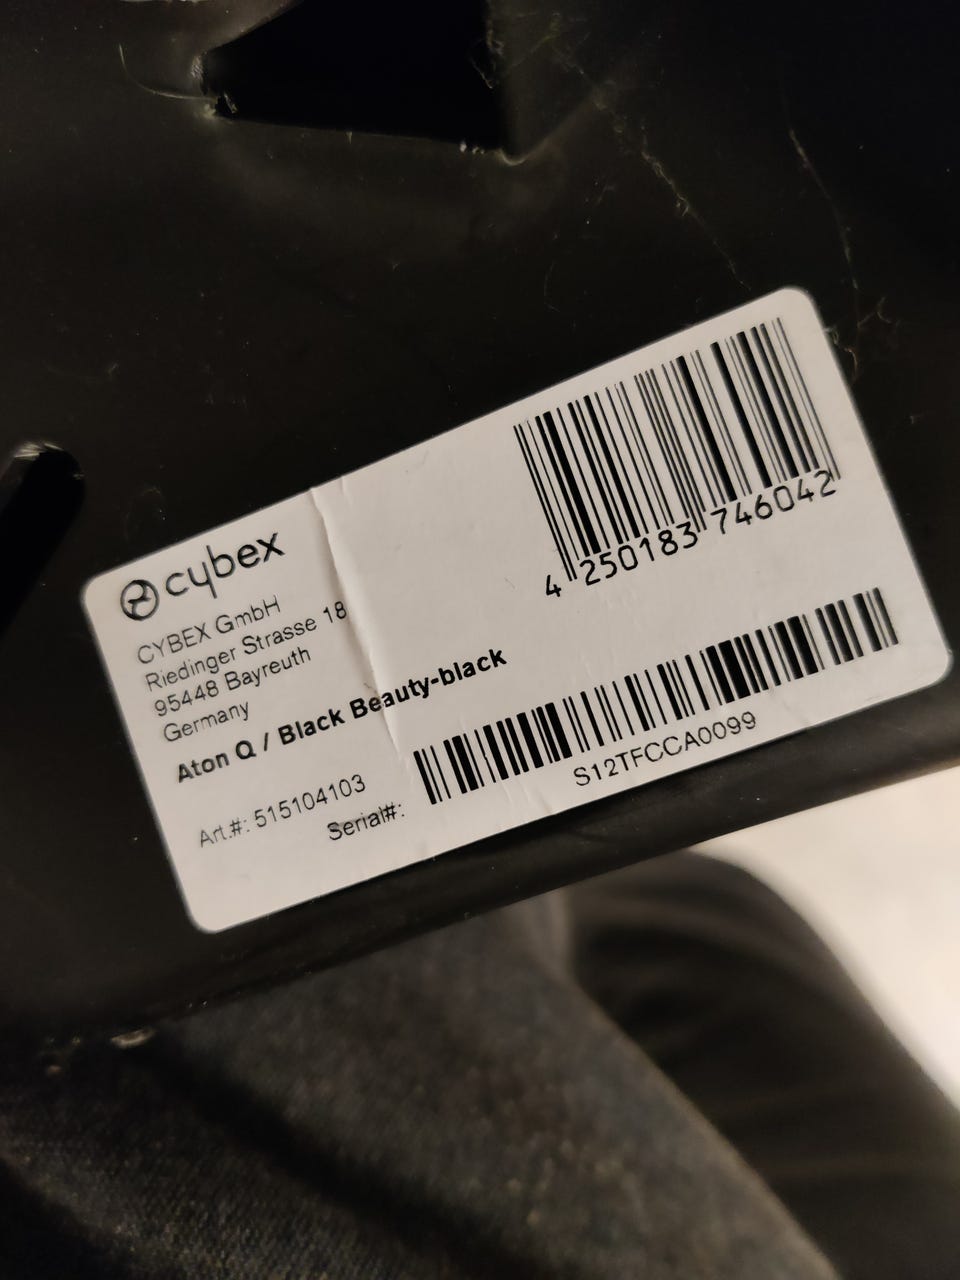 cybex
CYBEX GmbH
Riedinger Strasse 18
95448 Bayreuth
Germany
Aton Q / Black Beauty-black
Art.#: 515104103
Serial#:
4 250183 746042
S12TFCCA0099